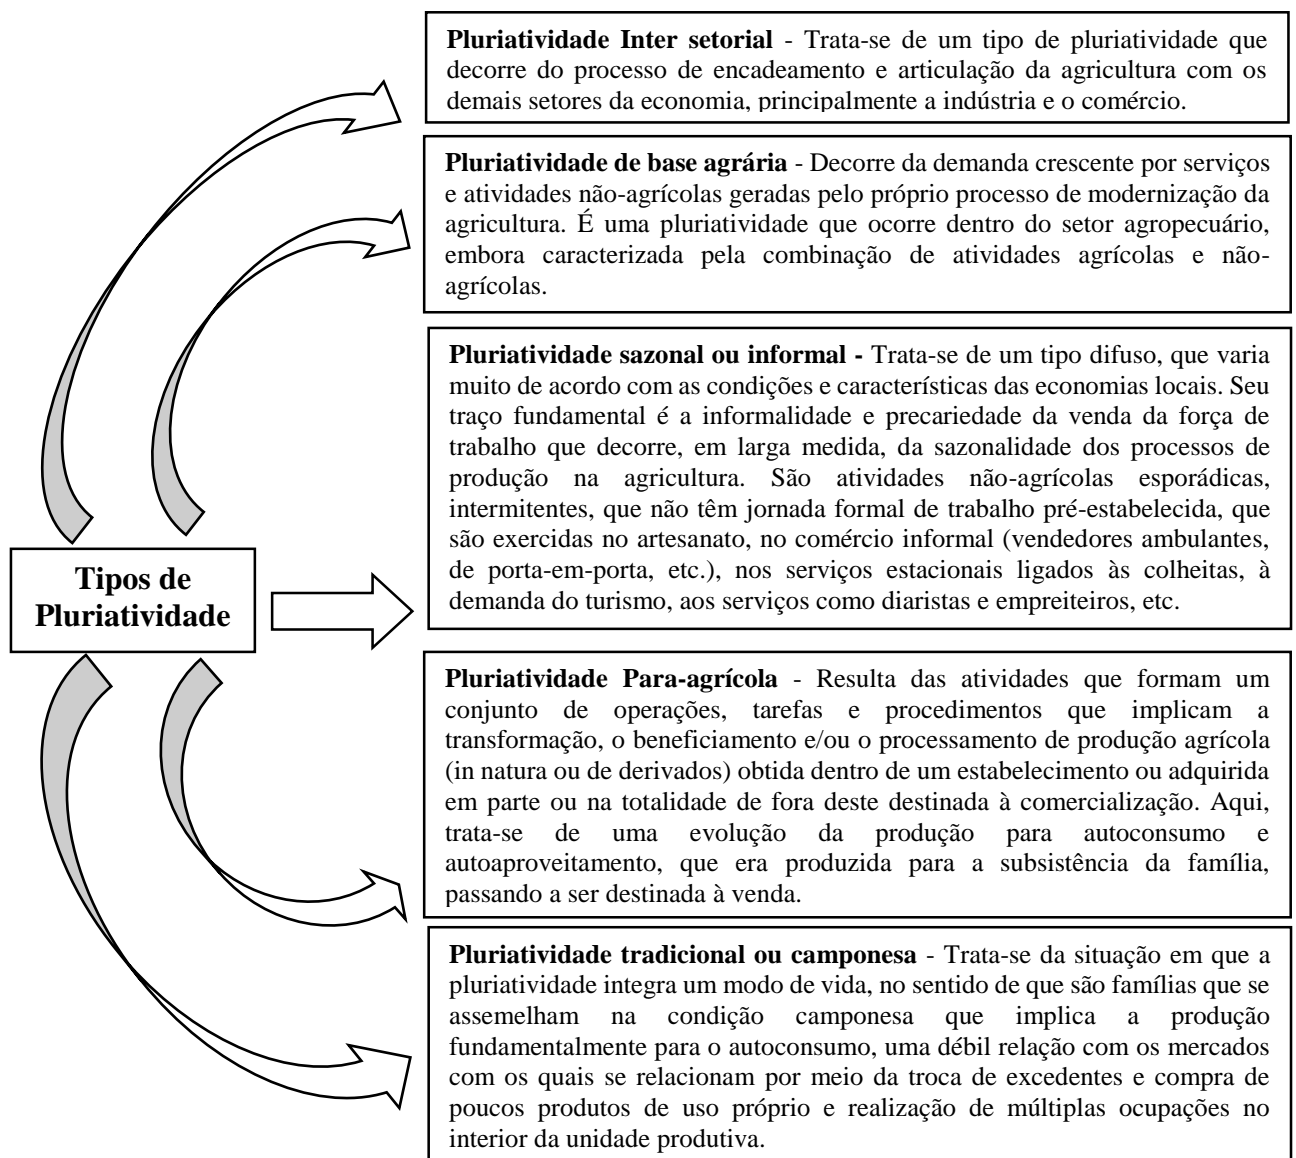 Pluriatividade Inter setorial - Trata-se de um tipo de pluriatividade que
decorre do processo de encadeamento e articulação da agricultura com os
demais setores da economia, principalmente a indústria e o comércio.
Pluriatividade de base agrária - Decorre da demanda crescente por serviços
e atividades não-agrícolas geradas pelo próprio processo de modernização da
agricultura. É uma pluriatividade que ocorre dentro do setor agropecuário,
embora caracterizada pela combinação de atividades agrícolas e não-
agrícolas.
Pluriatividade sazonal ou informal - Trata-se de um tipo difuso, que varia
muito de acordo com as condições e características das economias locais. Seu
traço fundamental é a informalidade e precariedade da venda da força de
trabalho que decorre, em larga medida, da sazonalidade dos processos de
produção na agricultura. São atividades não-agrícolas esporádicas,
intermitentes, que não têm jornada formal de trabalho pré-estabelecida, que
são exercidas no artesanato, no comércio informal (vendedores ambulantes,
de porta-em-porta, etc.), nos serviços estacionais ligados às colheitas, à
demanda do turismo, aos serviços como diaristas e empreiteiros, etc.
Tipos de
Pluriatividade
Pluriatividade Para-agrícola - Resulta das atividades que formam um
conjunto de operações, tarefas e procedimentos que implicam a
transformação, o beneficiamento e/ou o processamento de produção agrícola
(in natura ou de derivados) obtida dentro de um estabelecimento ou adquirida
em parte ou na totalidade de fora deste destinada à comercialização. Aqui,
trata-se de uma evolução da produção para autoconsumo e
autoaproveitamento, que era produzida para a subsistência da família,
passando a ser destinada à venda.
Pluriatividade tradicional ou camponesa - Trata-se da situação em que a
pluriatividade integra um modo de vida, no sentido de que são famílias que se
assemelham na condição camponesa que implica a produção
fundamentalmente para o autoconsumo, uma débil relação com os mercados
com os quais se relacionam por meio da troca de excedentes e compra de
poucos produtos de uso próprio e realização de múltiplas ocupações no
interior da unidade produtiva.